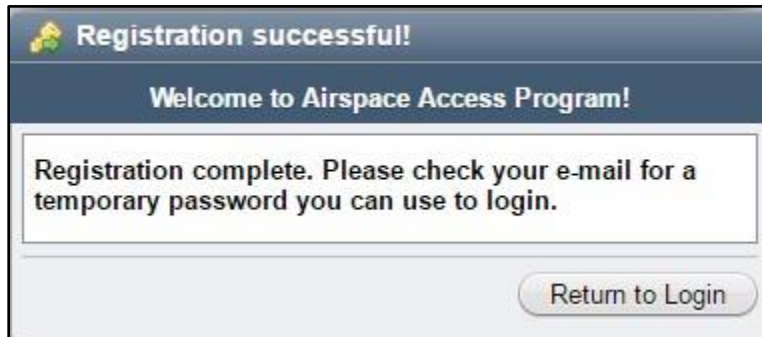 Registration successful!
Welcome to Airspace Access Program!
Registration complete. Please check your e-mail for a
temporary password you can use to login.
Return to Login